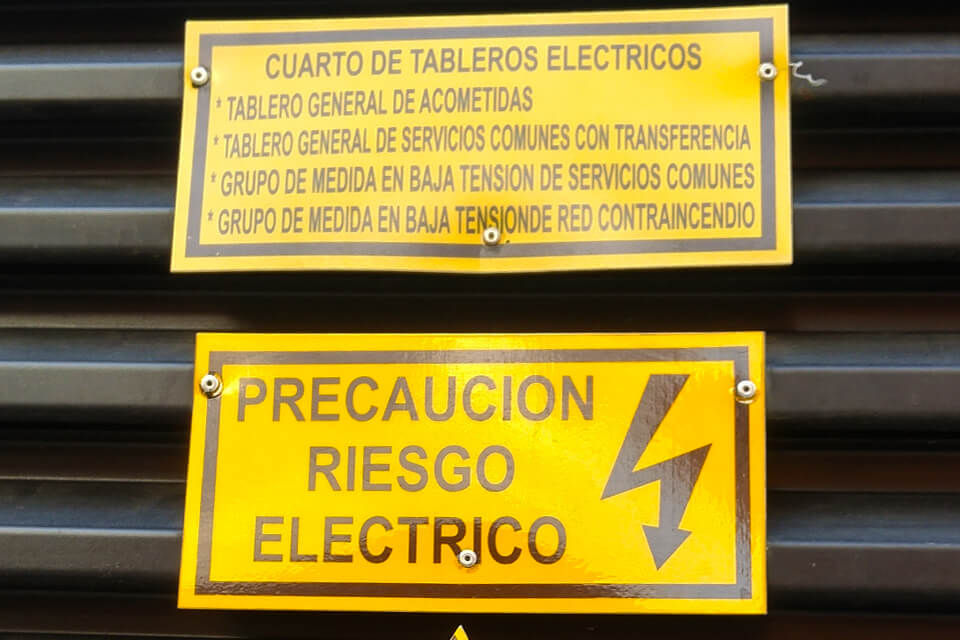 CUARTO DE TABLEROS ELECTRICOS
* TABLERO GENERAL DE ACOMETIDAS
* TABLERO GENERAL DE SERVICIOS COMUNES CON TRANSFERENCIA
* GRUPO DE MEDIDA EN BAJA TENSION DE SERVICIOS COMUNES
* GRUPO DE MEDIDA EN BAJA TENSIONDE RED CONTRAINCENDIO
PRECAUCION
RIESGO
ELECTRICO